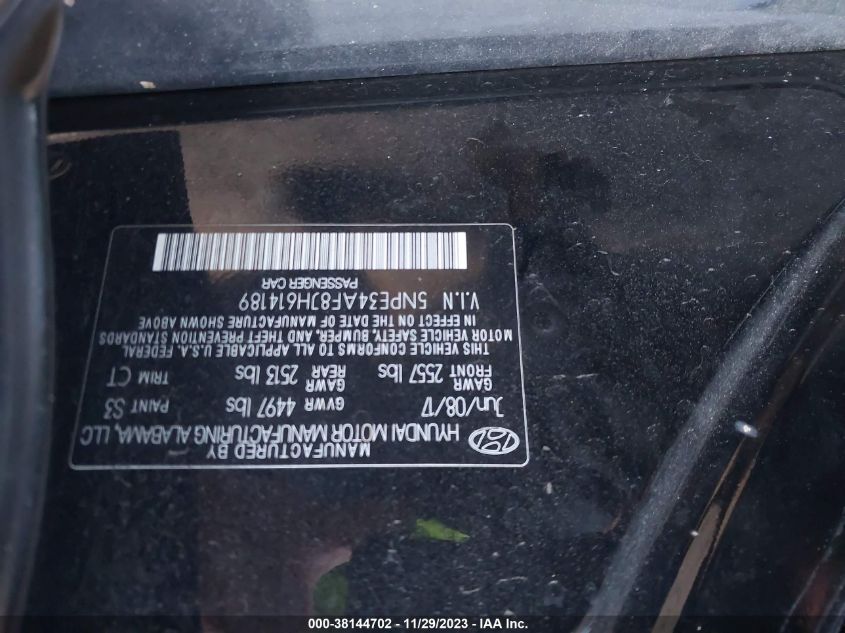 MANUFACTURED BY
HYUNDAI MOTOR MANUFACTURING ALABAMA, LLC
Jun/08/17 GVWR 4497 lbs PAINT S3
GAWR FRONT 2557 lbs GAWR REAR 2513 lbs TRIM CT
THIS VEHICLE CONFORMS TO ALL APPLICABLE U.S.A. FEDERAL
MOTOR VEHICLE SAFETY, BUMPER, AND THEFT PREVENTION STANDARDS
IN EFFECT ON THE DATE OF MANUFACTURE SHOWN ABOVE
V.I.N 5NPE34AF8JH614189
PASSENGER CAR
000-38144702 - 11/29/2023 - IAA